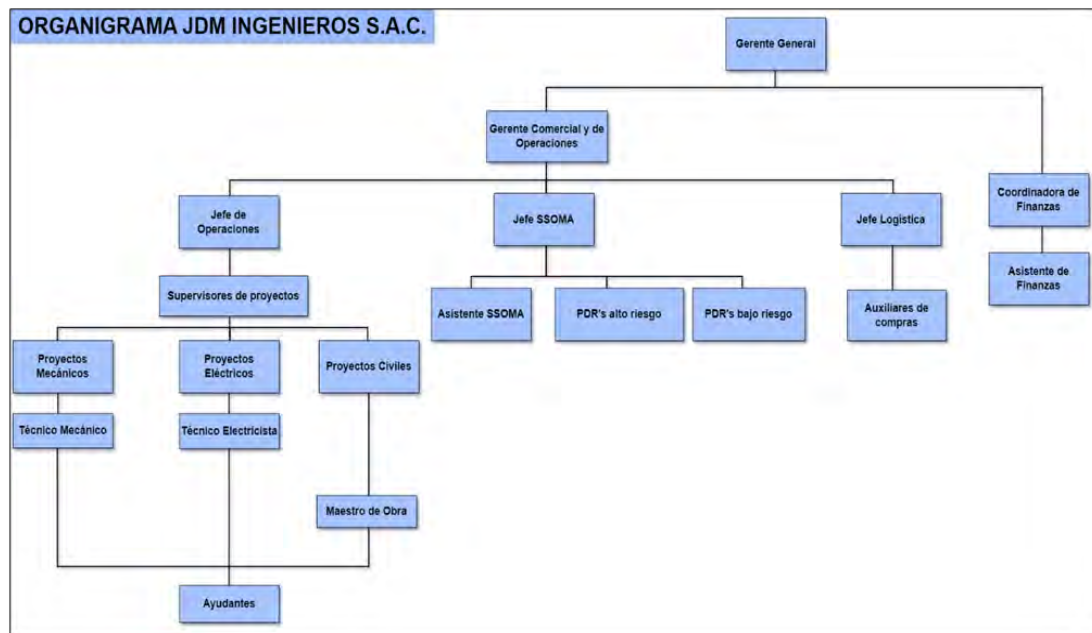 ORGANIGRAMA JDM INGENIEROS S.A.C.
Gerente General
Gerente Comercial y de
Operaciones
Jefe de
Operaciones
Jefe SSOMA
Jefe Logística
Coordinadora de
Finanzas
Supervisores de proyectos
Asistente SSOMA
PDR's alto riesgo
PDR's bajo riesgo
Auxiliares de
compras
Asistente de
Finanzas
Proyectos
Mecánicos
Proyectos
Eléctricos
Proyectos Civiles
Técnico Mecánico
Técnico Electricista
Maestro de Obra
Ayudantes